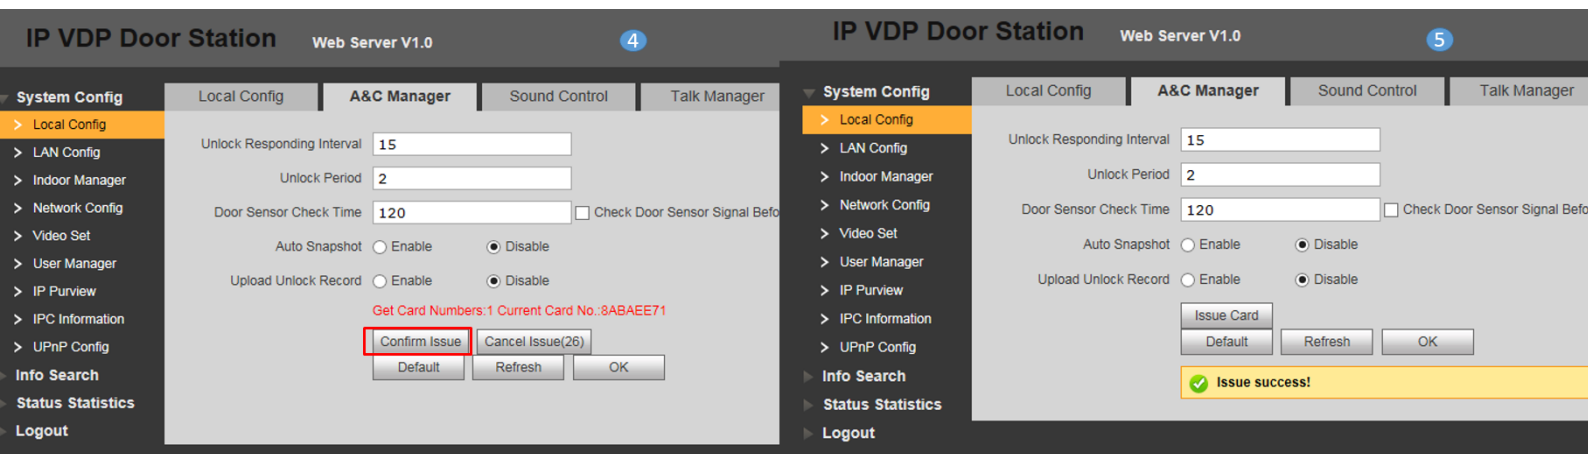 IP VDP Door Station Web Server V1.0 4
System Config
Local Config
LAN Config
Indoor Manager
Network Config
Video Set
User Manager
IP Purview
IPC Information
UPnP Config
Info Search
Status Statistics
Logout
Local Config A&C Manager Sound Control Talk Manager
Unlock Responding Interval 15
Unlock Period 2
Door Sensor Check Time 120 Check Door Sensor Signal Befo
Auto Snapshot Enable Disable
Upload Unlock Record Enable Disable
Get Card Numbers:1 Current Card No.:8ABAEE71
Confirm Issue Cancel Issue(26)
Default Refresh OK
IP VDP Door Station Web Server V1.0 5
System Config
Local Config
LAN Config
Indoor Manager
Network Config
Video Set
User Manager
IP Purview
IPC Information
UPnP Config
Info Search
Status Statistics
Logout
Local Config A&C Manager Sound Control Talk Manager
Unlock Responding Interval 15
Unlock Period 2
Door Sensor Check Time 120 Check Door Sensor Signal Befo
Auto Snapshot Enable Disable
Upload Unlock Record Enable Disable
Issue Card
Default Refresh OK
Issue success!